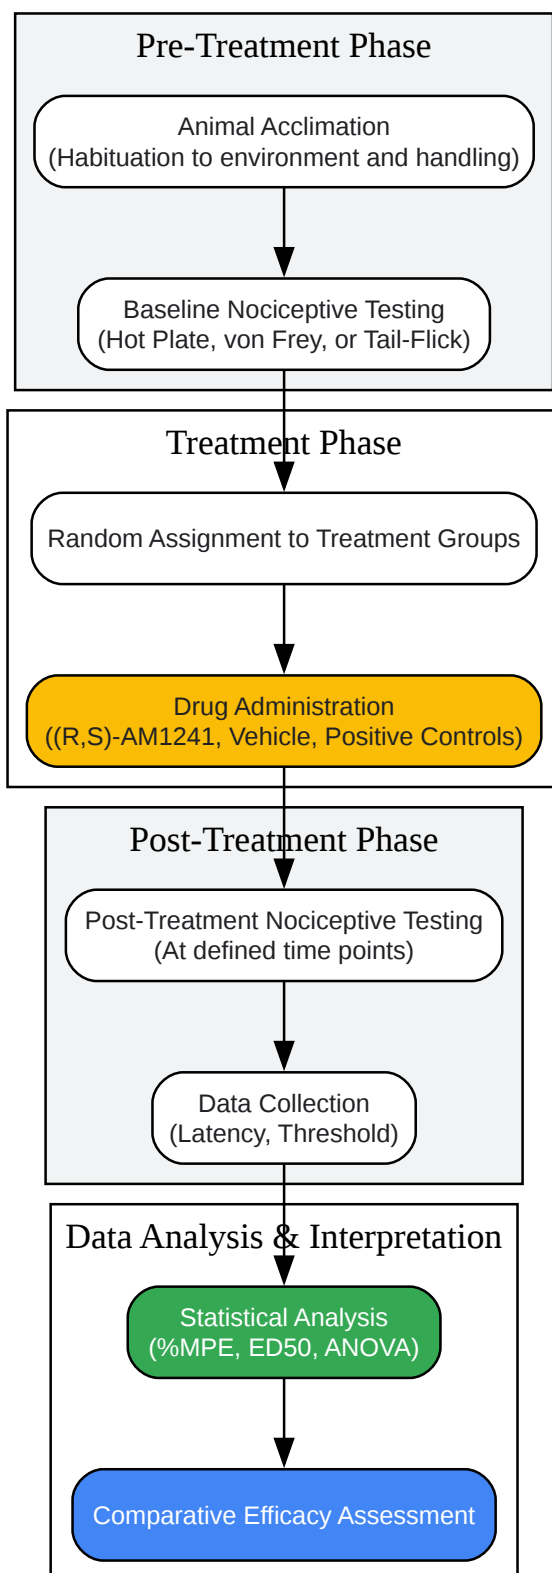 Pre-Treatment Phase
Animal Acclimation
(Habituation to environment and handling)
Baseline Nociceptive Testing
(Hot Plate, von Frey, or Tail-Flick)
Treatment Phase
Random Assignment to Treatment Groups
Drug Administration
((R,S)-AM1241, Vehicle, Positive Controls)
Post-Treatment Phase
Post-Treatment Nociceptive Testing
(At defined time points)
Data Collection
(Latency, Threshold)
Data Analysis & Interpretation
Statistical Analysis
(%MPE, ED50, ANOVA)
Comparative Efficacy Assessment